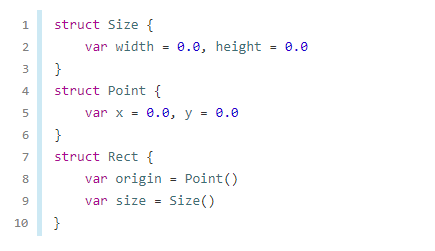 1 struct Size {
2     var width = 0.0, height = 0.0
3 }
4 struct Point {
5     var x = 0.0, y = 0.0
6 }
7 struct Rect {
8     var origin = Point()
9     var size = Size()
10 }